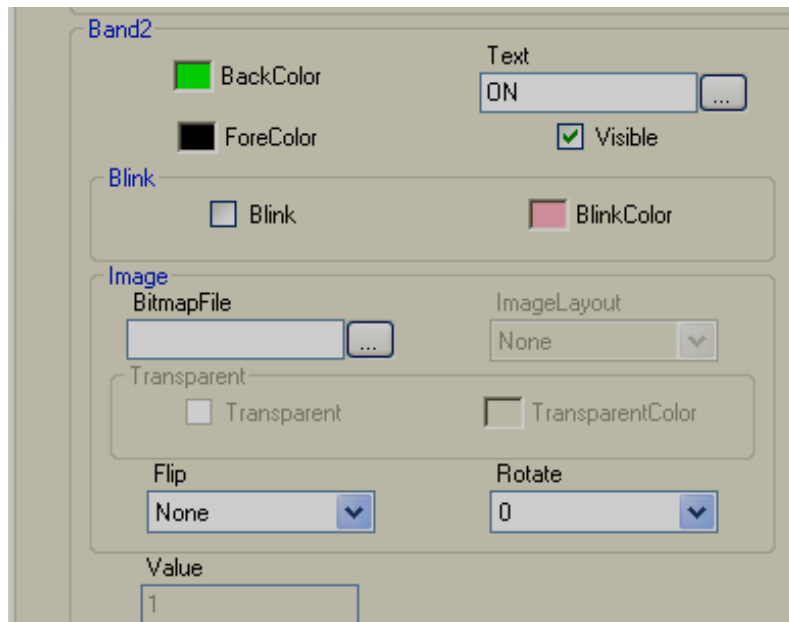 Band2
BackColor
Text
ON
...
ForeColor
Visible
Blink
Blink
BlinkColor
Image
BitmapFile
...
ImageLayout
None
Transparent
Transparent
TransparentColor
Flip
None
Rotate
0
Value
1